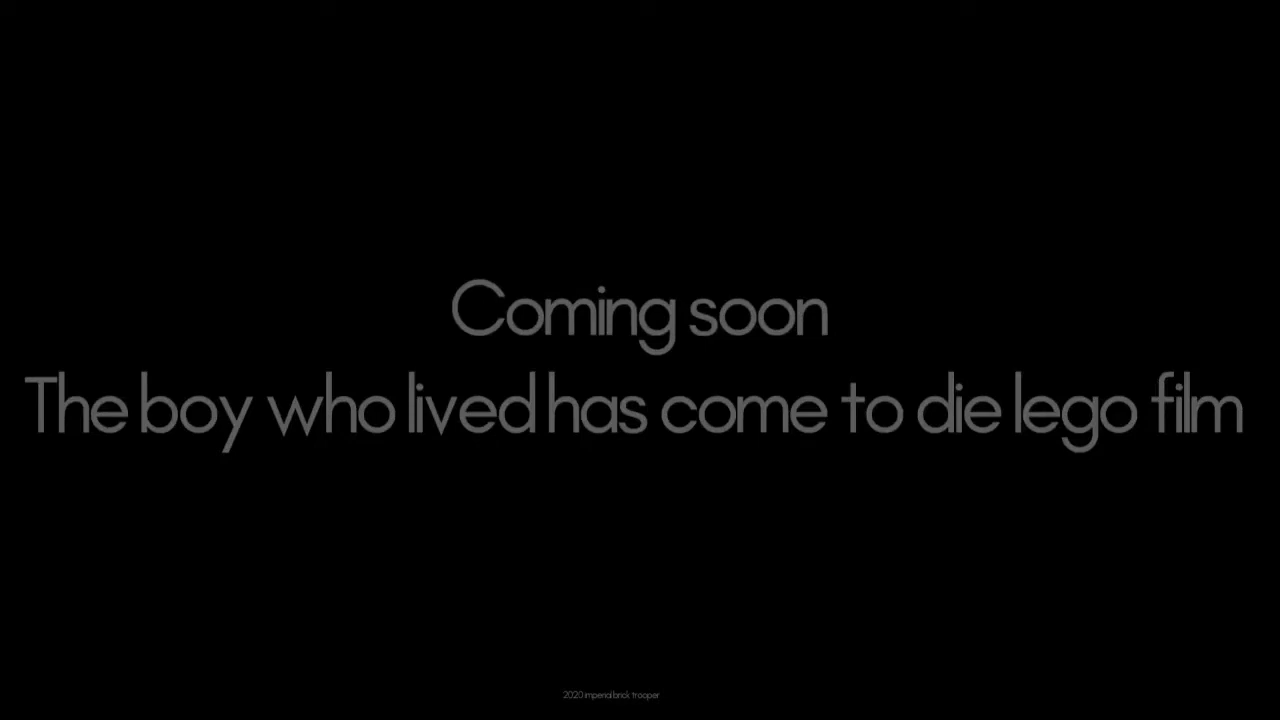 Coming soon
The boy who lived has come to die lego film
2020 imperial brick trooper